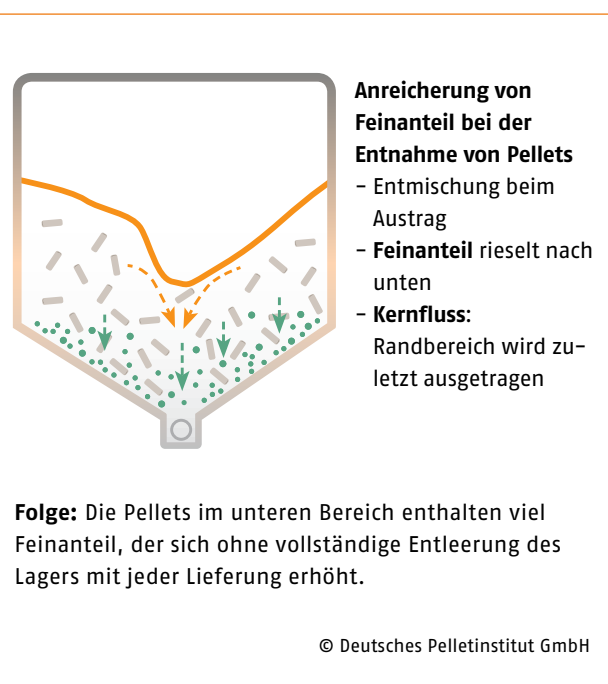 Anreicherung von
Feinanteil bei der
Entnahme von Pellets
– Entmischung beim
Austrag
– Feinanteil rieselt nach
unten
– Kernfluss:
Randbereich wird zu-
letzt ausgetragen
Folge: Die Pellets im unteren Bereich enthalten viel
Feinanteil, der sich ohne vollständige Entleerung des
Lagers mit jeder Lieferung erhöht.
© Deutsches Pelletinstitut GmbH